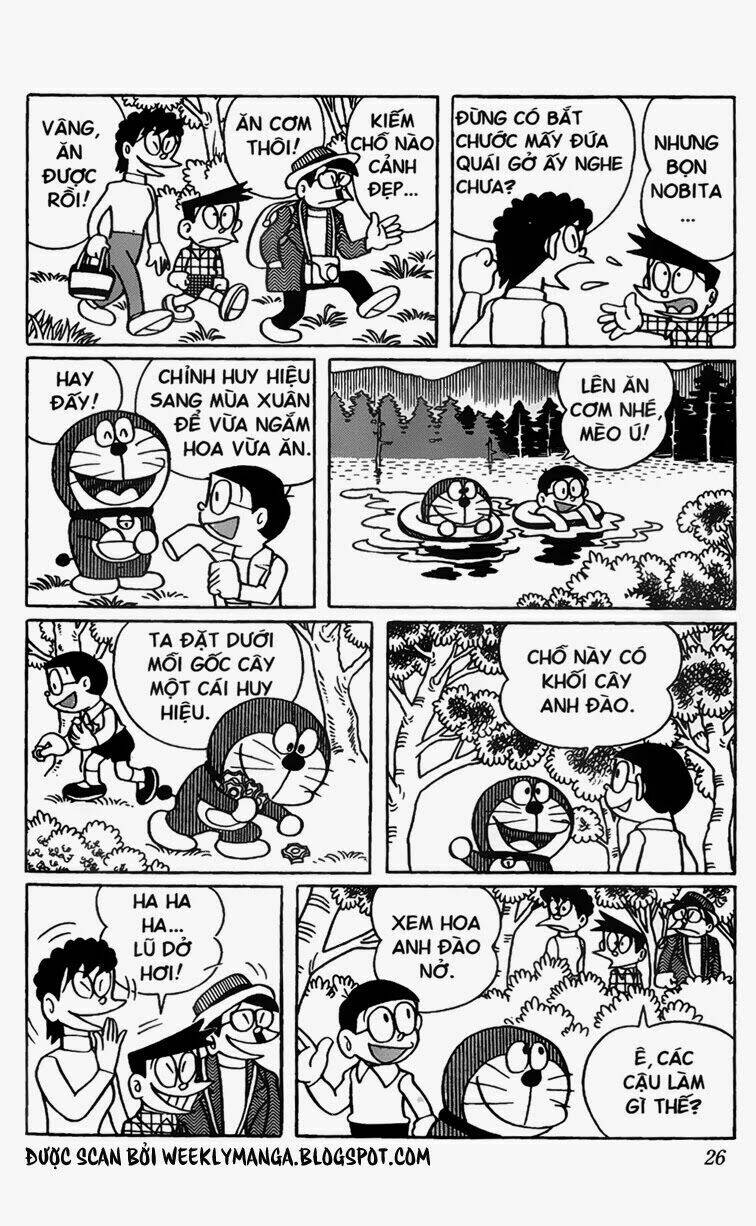 NHƯNG
BỌN
NOBITA
...
ĐỪNG CÓ BẮT
CHƯỚC MẤY ĐỨA
QUÁI GỞ ẤY NGHE
CHƯA?
KIẾM
CHỖ NÀO
CẢNH
ĐẸP...
ĂN CƠM
THÔI!
VÂNG,
ĂN
ĐƯỢC
RỒI!
LÊN ĂN
CƠM NHÉ,
MÈO Ú!
CHỈNH HUY HIỆU
SANG MÙA XUÂN
ĐỂ VỪA NGẮM
HOA VỪA ĂN.
HAY
ĐẤY!
CHỖ NÀY CÓ
KHỐI CÂY
ANH ĐÀO.
TA ĐẶT DƯỚI
MỖI GỐC CÂY
MỘT CÁI HUY
HIỆU.
Ê, CÁC
CẬU LÀM
GÌ THẾ?
XEM HOA
ANH ĐÀO
NỞ.
HA HA
HA...
LŨ DỞ
HƠI!
ĐƯỢC SCAN BỞI WEEKLYMANGA.BLOGSPOT.COM
26